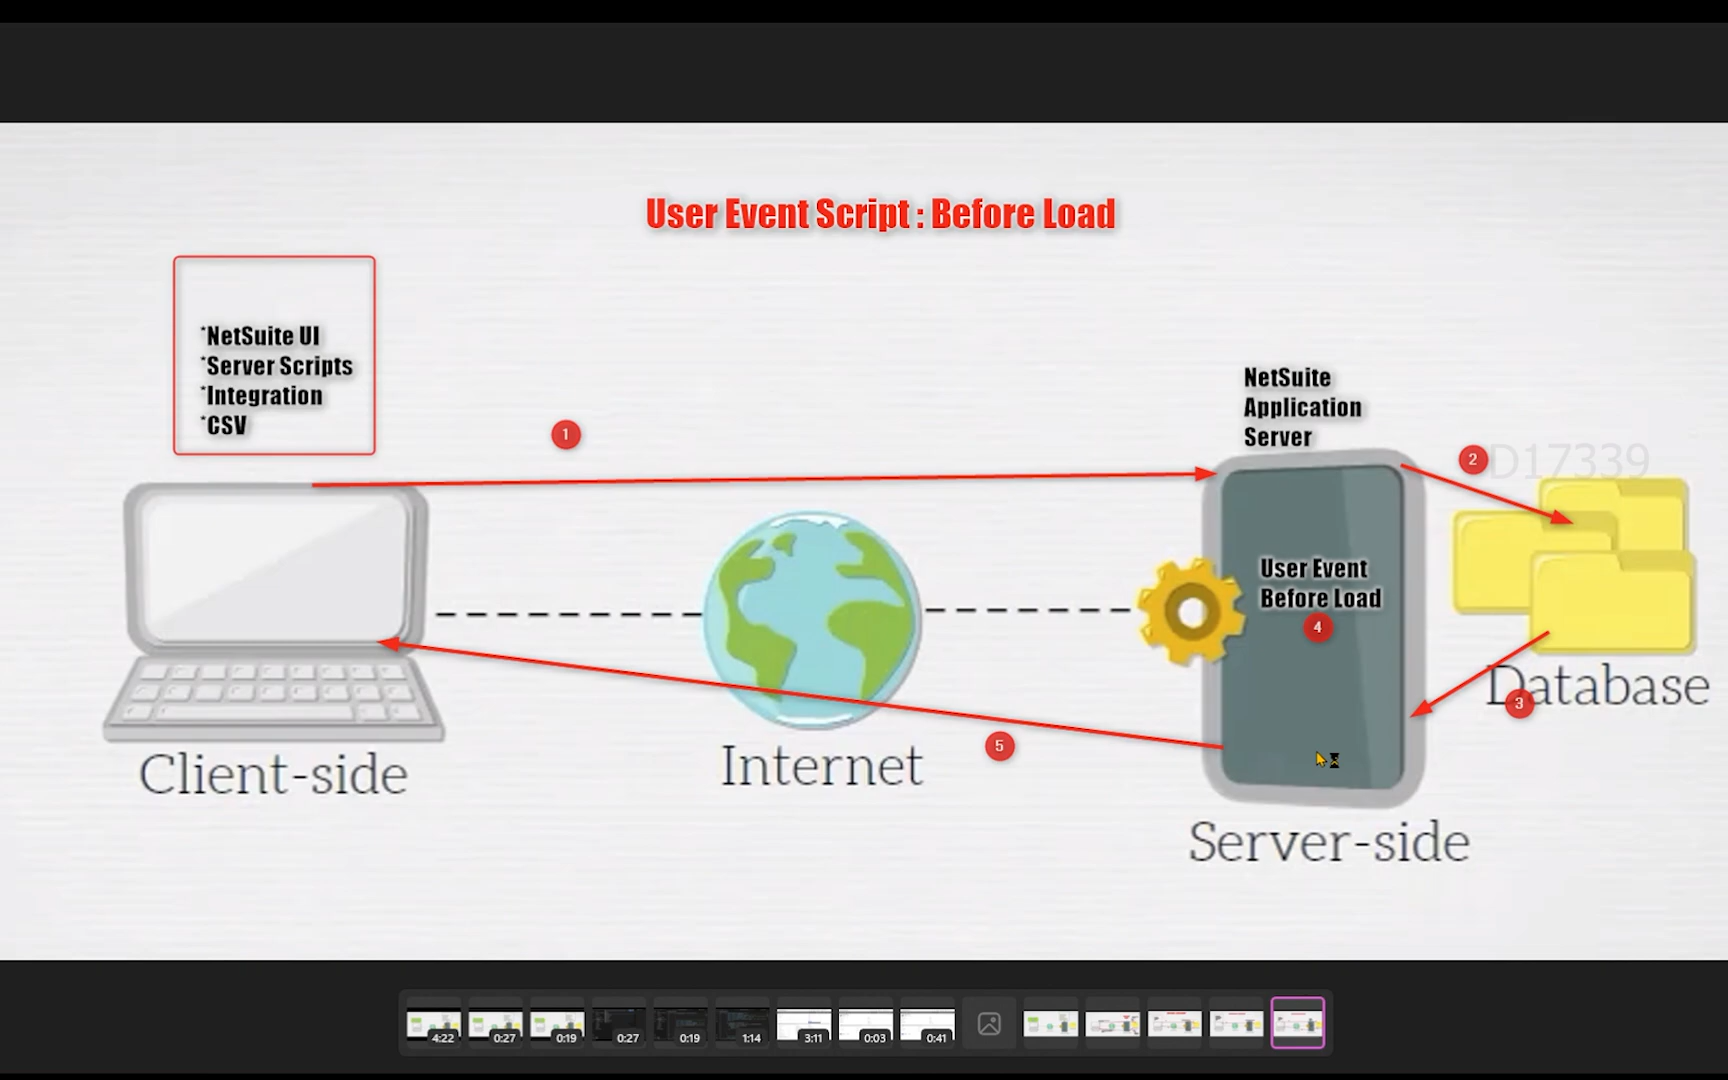 User Event Script : Before Load
*NetSuite UI
*Server Scripts
*Integration
*CSV
1
NetSuite
Application
Server
2
D17339
User Event
Before Load
4
Database
3
5
Client-side
Internet
Server-side
4:22
0:27
0:19
0:27
0:19
1:14
3:11
0:03
0:41